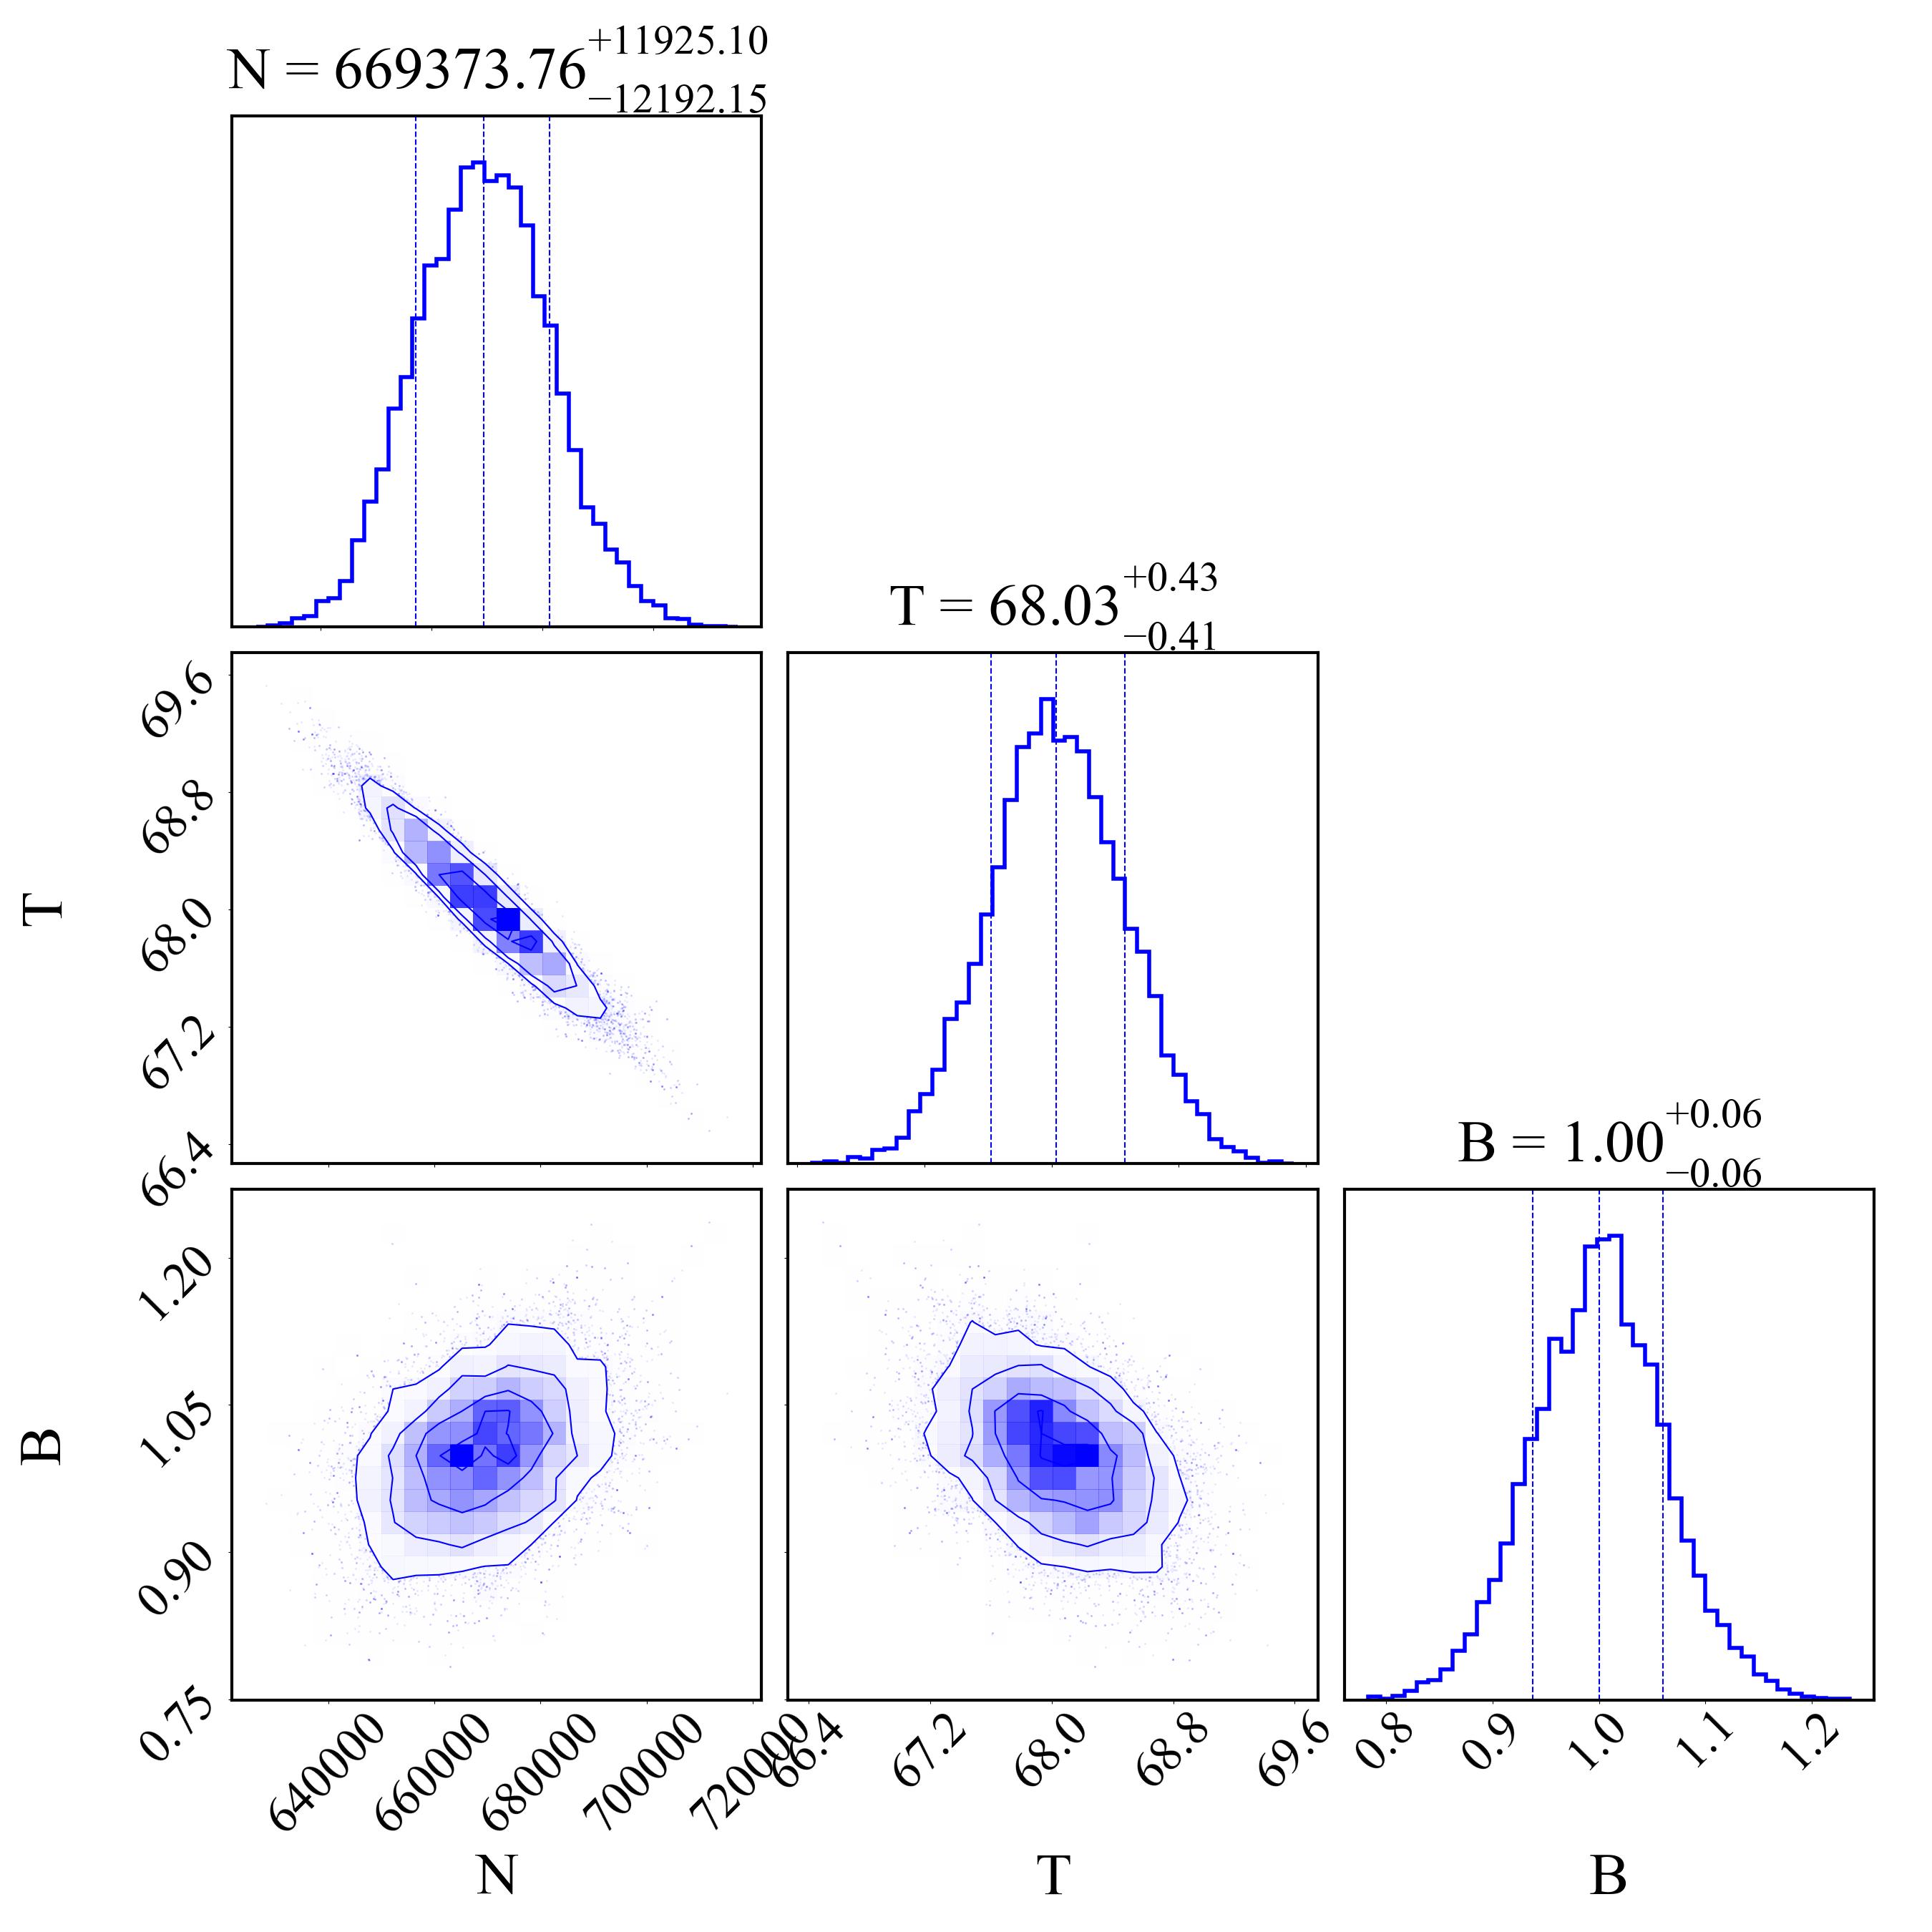 N = 669373.76 +11925.10 −12192.15
T = 68.03 +0.43 −0.41
69.6
68.8
68.0
67.2
66.4
T
B = 1.00 +0.06 −0.06
1.20
1.05
0.90
0.75
B
640000 660000 680000 700000 720000
66.4 67.2 68.0 68.8 69.6
0.8 0.9 1.0 1.1 1.2
N T B